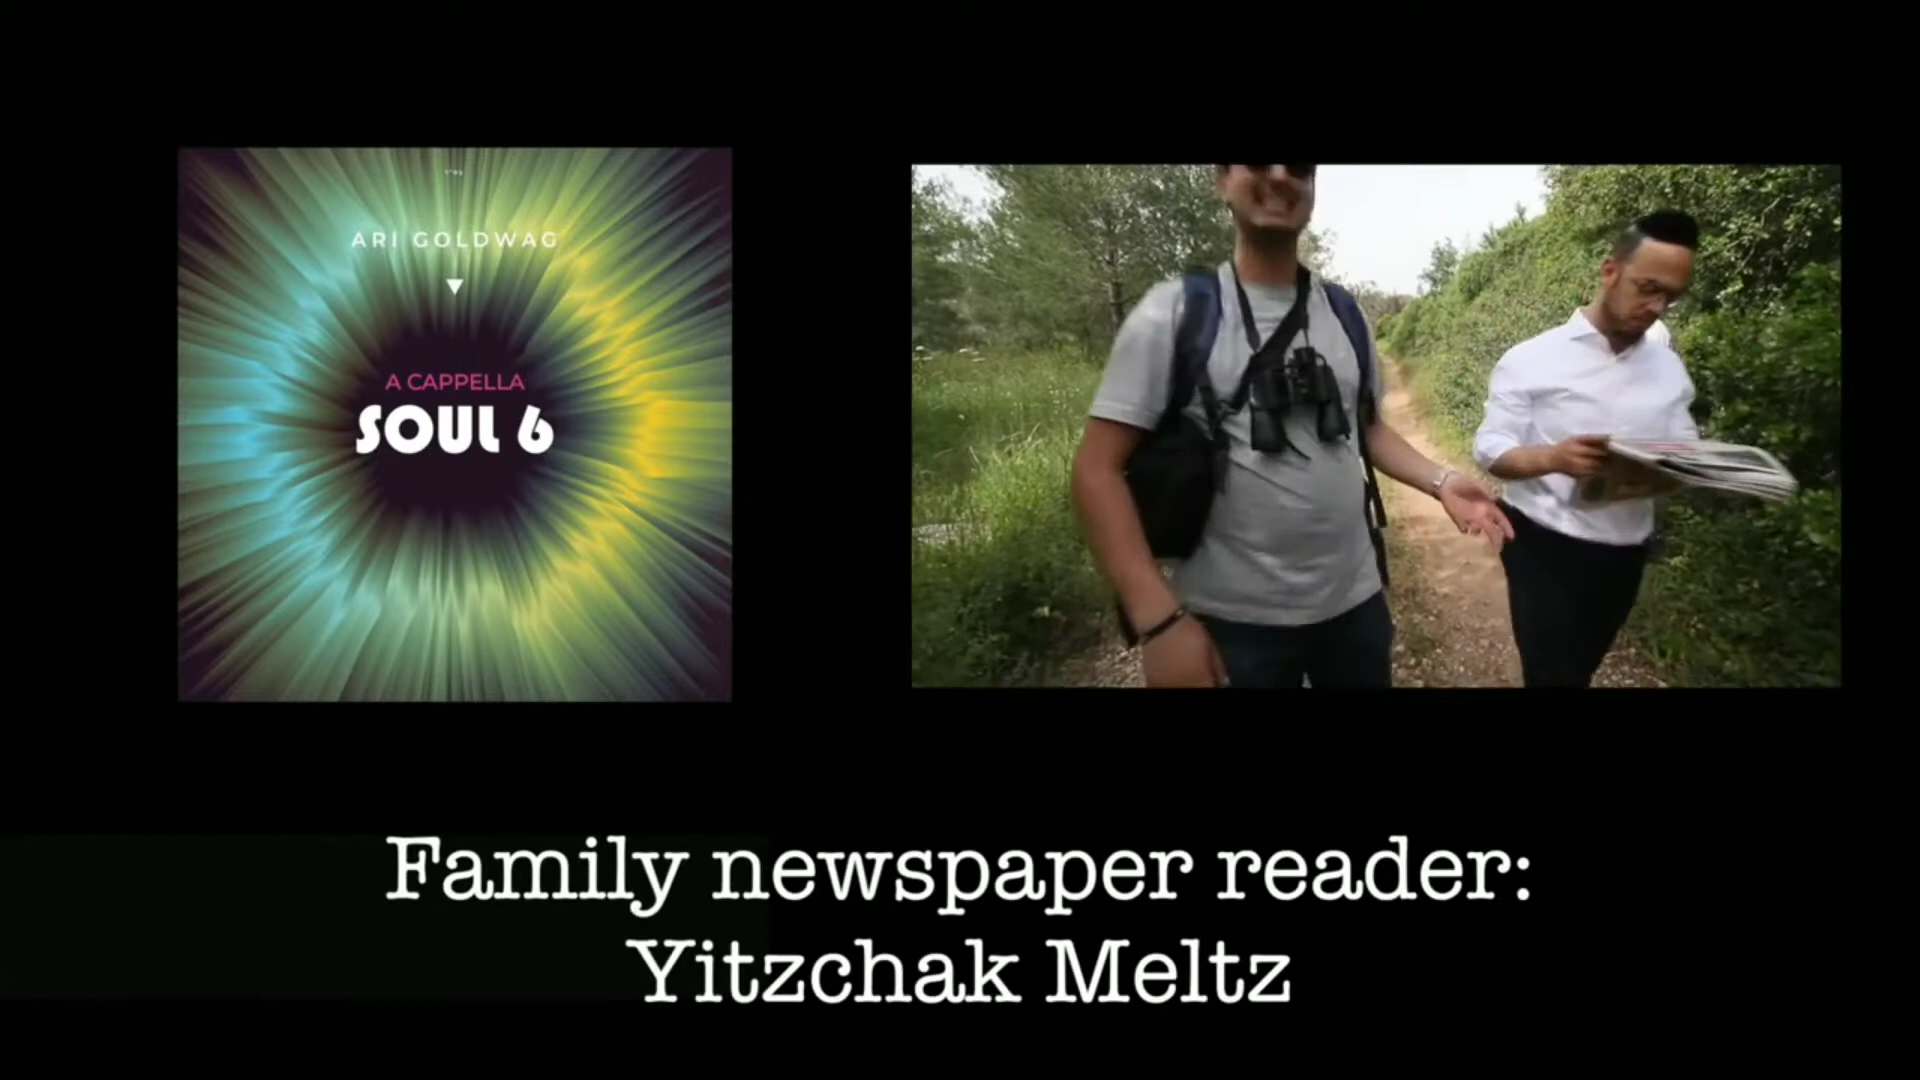 ARI GOLDWAG
A CAPPELLA
SOUL 6
Family newspaper reader:
Yitzchak Meltz